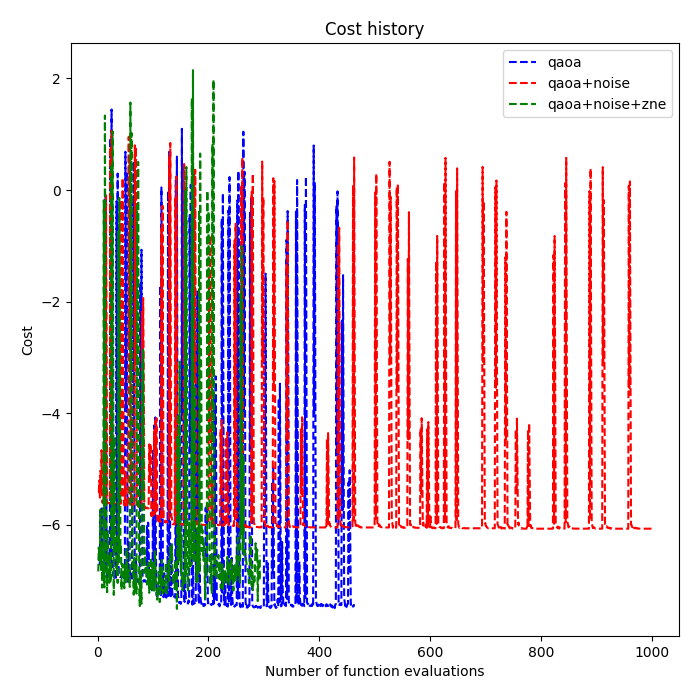 Cost history
qaoa
qaoa+noise
qaoa+noise+zne
Cost
2
0
−2
−4
−6
0 200 400 600 800 1000
Number of function evaluations